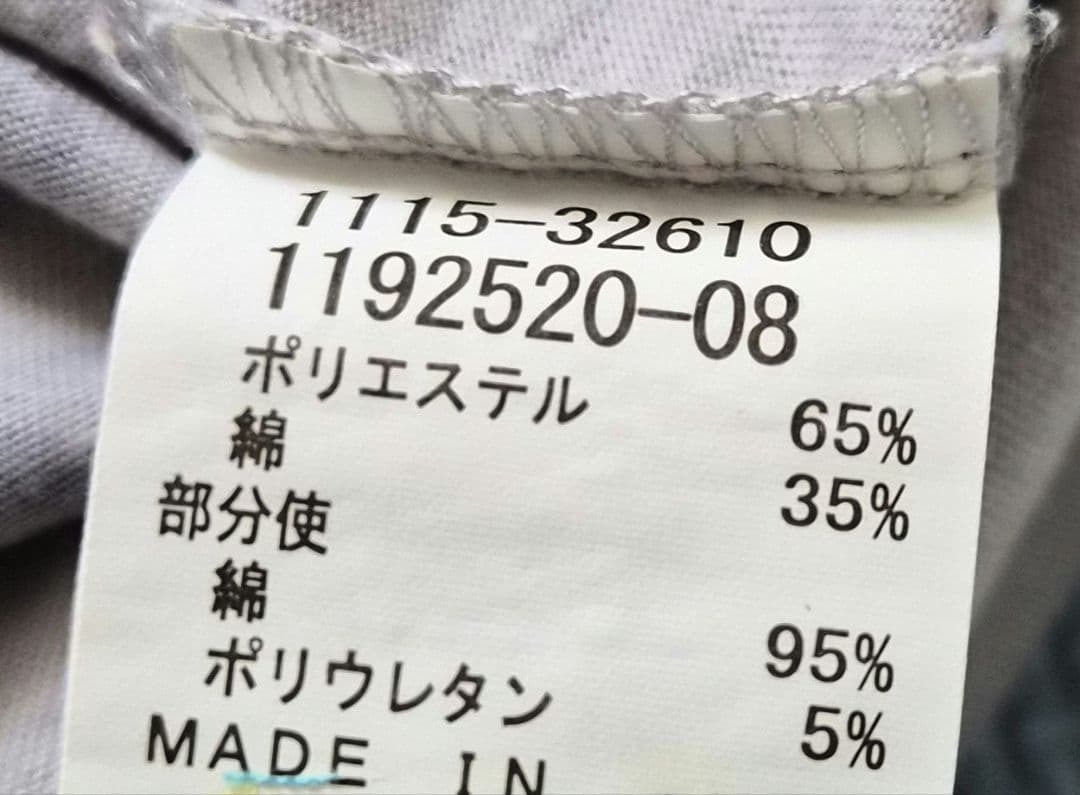 1115-32610
1192520-08
ポリエステル 65%
綿 35%
部分使
綿 95%
ポリウレタン 5%
MADE IN